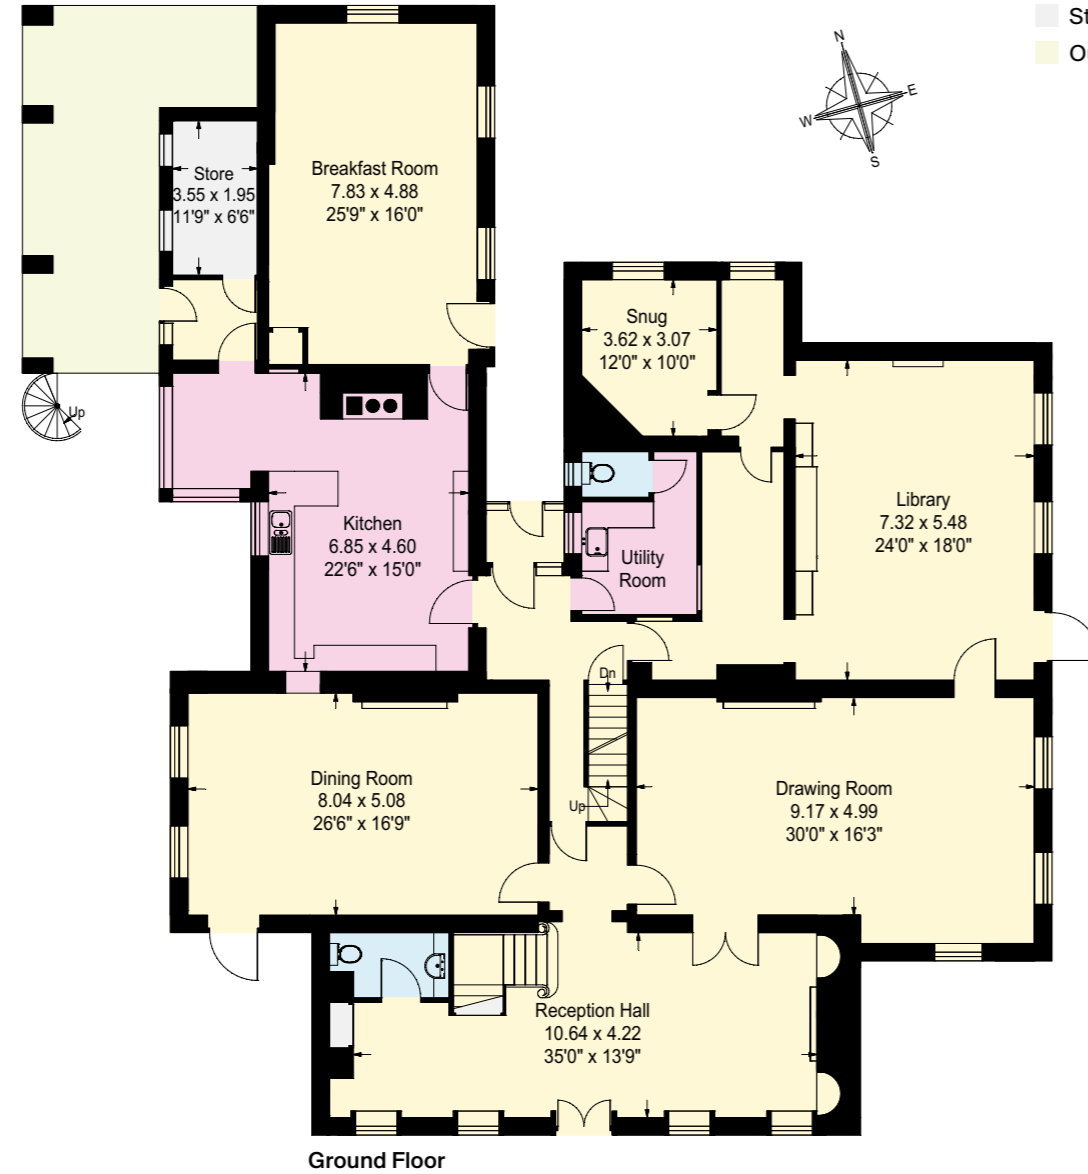 St
O
N
E
W
S
Store
3.55 x 1.95
11'9" x 6'6"
Breakfast Room
7.83 x 4.88
25'9" x 16'0"
Snug
3.62 x 3.07
12'0" x 10'0"
Up
Library
7.32 x 5.48
24'0" x 18'0"
Kitchen
6.85 x 4.60
22'6" x 15'0"
Utility
Room
Dn
Up
Dining Room
8.04 x 5.08
26'6" x 16'9"
Drawing Room
9.17 x 4.99
30'0" x 16'3"
Reception Hall
10.64 x 4.22
35'0" x 13'9"
Ground Floor